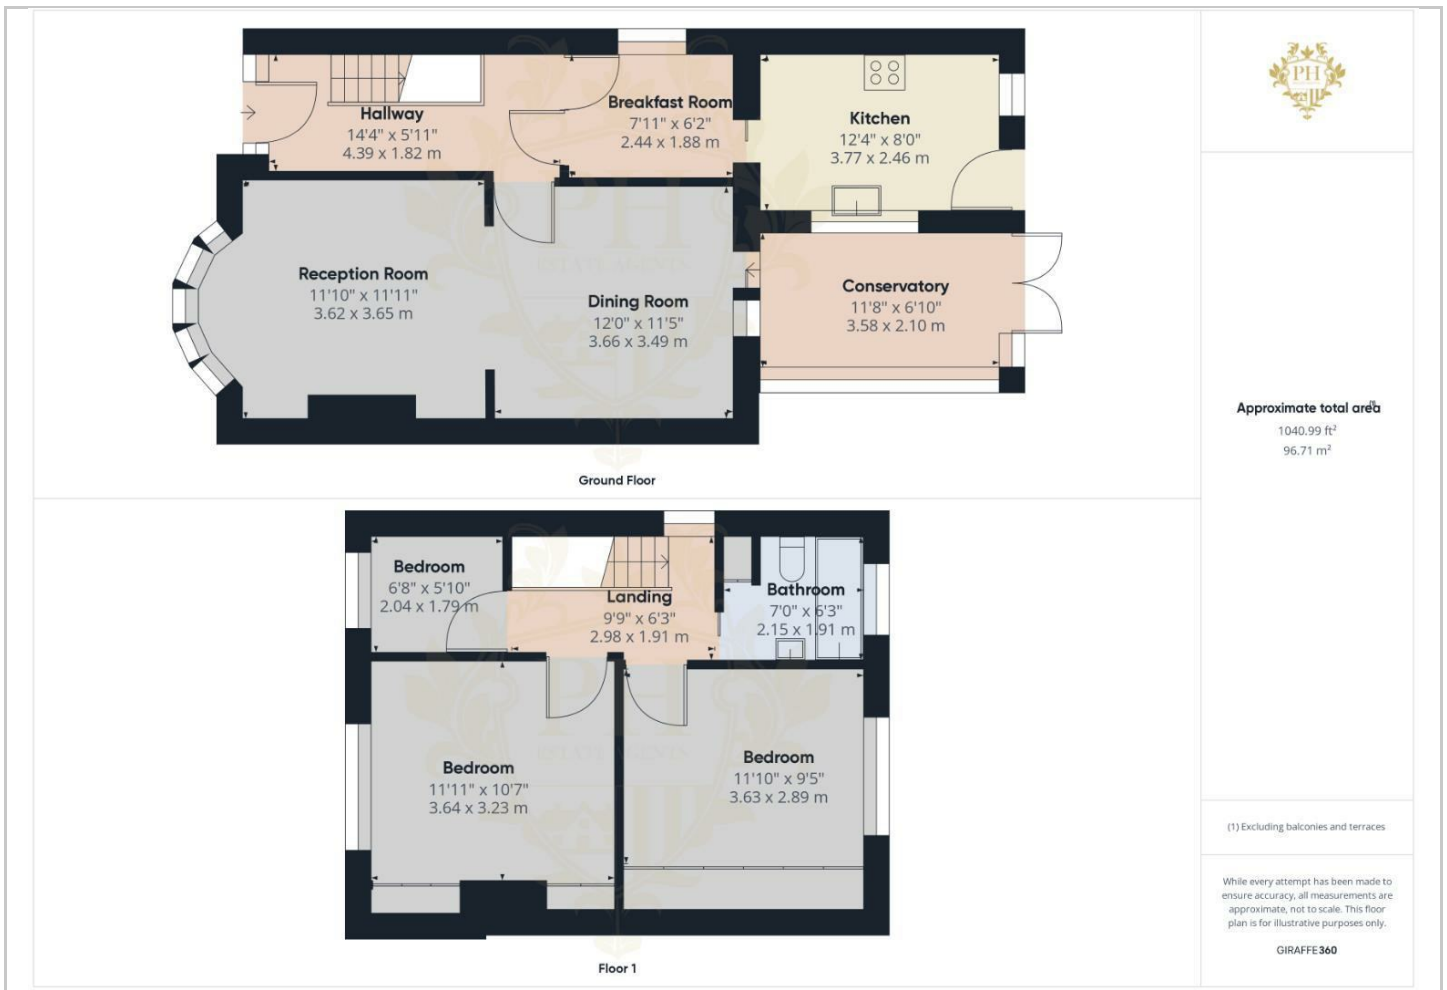 Hallway
14'4" x 5'11"
4.39 x 1.82 m
Breakfast Room
7'11" x 6'2"
2.44 x 1.88 m
Kitchen
12'4" x 8'0"
3.77 x 2.46 m
Reception Room
11'10" x 11'11"
3.62 x 3.65 m
Dining Room
12'0" x 11'5"
3.66 x 3.49 m
Conservatory
11'8" x 6'10"
3.58 x 2.10 m
PH
ESTATE AGENTS
Ground Floor
Bedroom
6'8" x 5'10"
2.04 x 1.79 m
Landing
9'9" x 6'3"
2.98 x 1.91 m
Bathroom
7'0" x 6'3"
2.15 x 1.91 m
Bedroom
11'11" x 10'7"
3.64 x 3.23 m
Bedroom
11'10" x 9'5"
3.63 x 2.89 m
PH
ESTATE AGENTS
Floor 1
PH
Approximate total area
1040.99 ft²
96.71 m²
(1) Excluding balconies and terraces
While every attempt has been made to
ensure accuracy, all measurements are
approximate, not to scale. This floor
plan is for illustrative purposes only.
GIRAFFE360